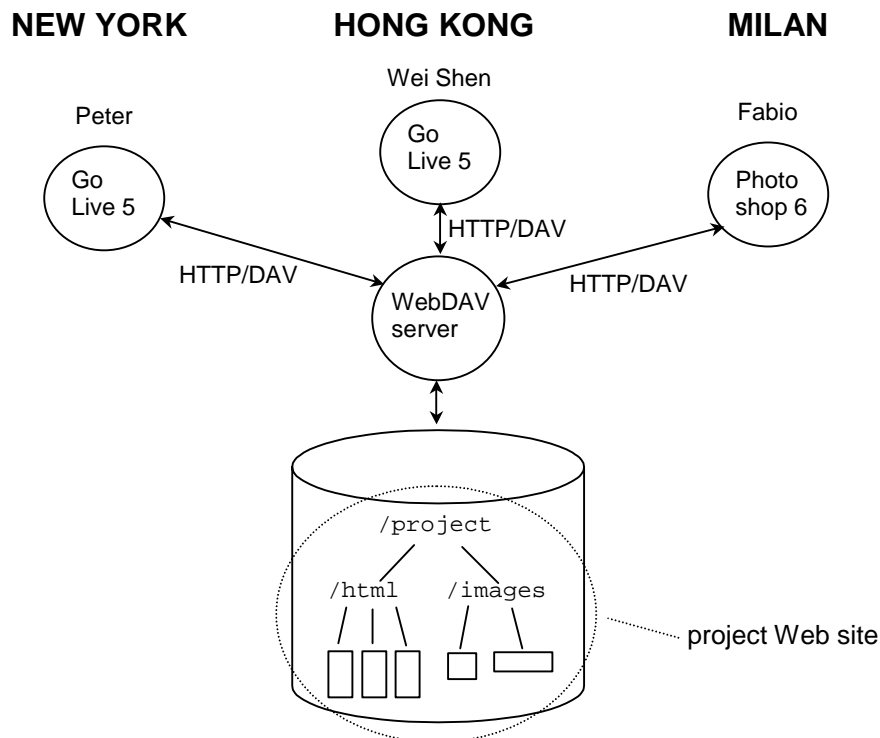 NEW YORK
HONG KONG
MILAN
Wei Shen
Peter
Fabio
Go
Live 5
Go
Live 5
Photo
shop 6
HTTP/DAV
HTTP/DAV
HTTP/DAV
WebDAV
server
/project
/html
/images
project Web site